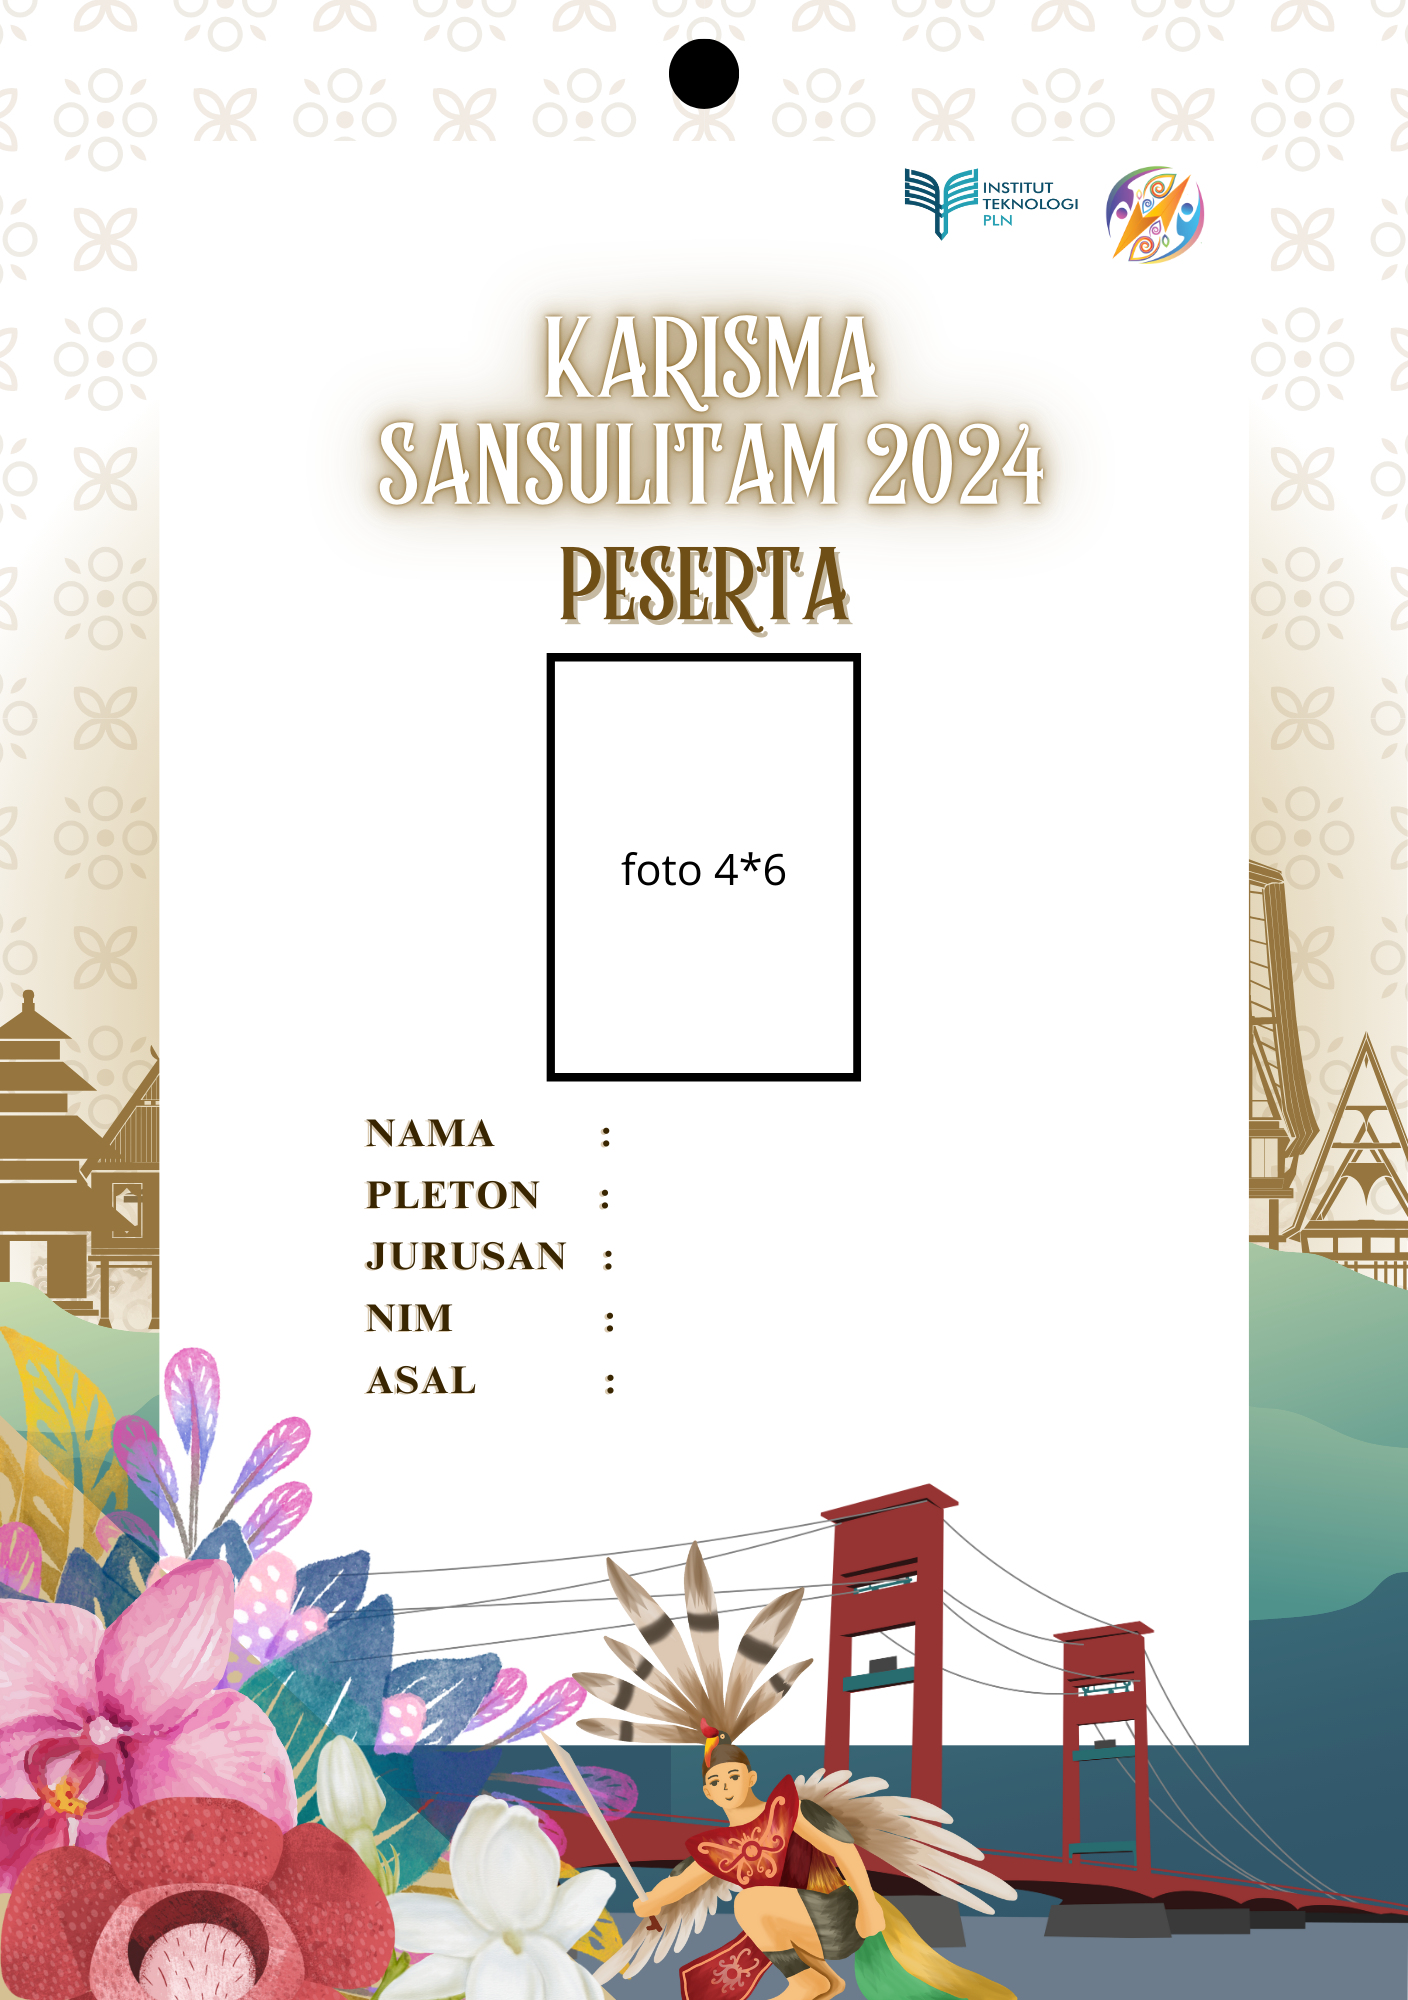 INSTITUT
TEKNOLOGI
PLN
KARISMA
SANSULITAM 2024
PESERTA
foto 4*6
NAMA :
PLETON :
JURUSAN :
NIM :
ASAL :